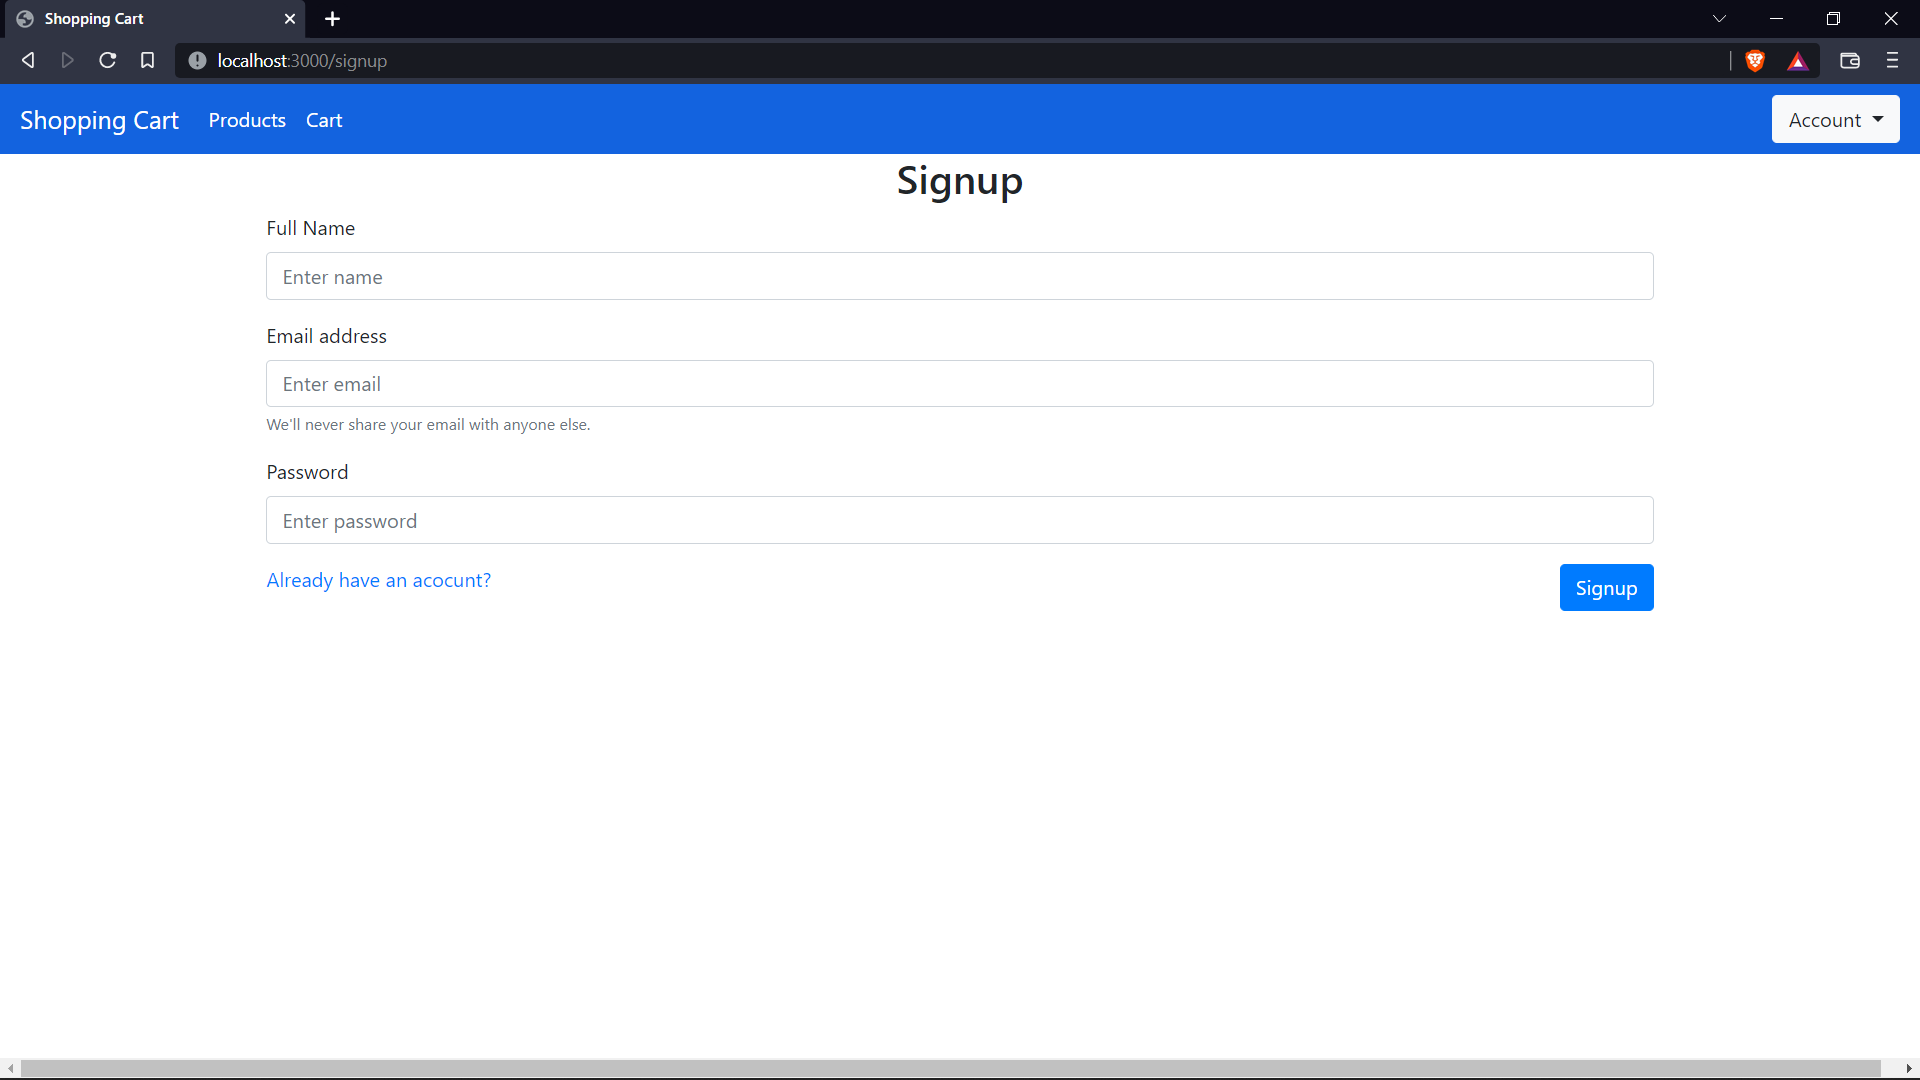 Shopping Cart
localhost:3000/signup
Shopping Cart Products Cart Account
Signup
Full Name
Enter name
Email address
Enter email
We'll never share your email with anyone else.
Password
Enter password
Already have an acocunt? Signup